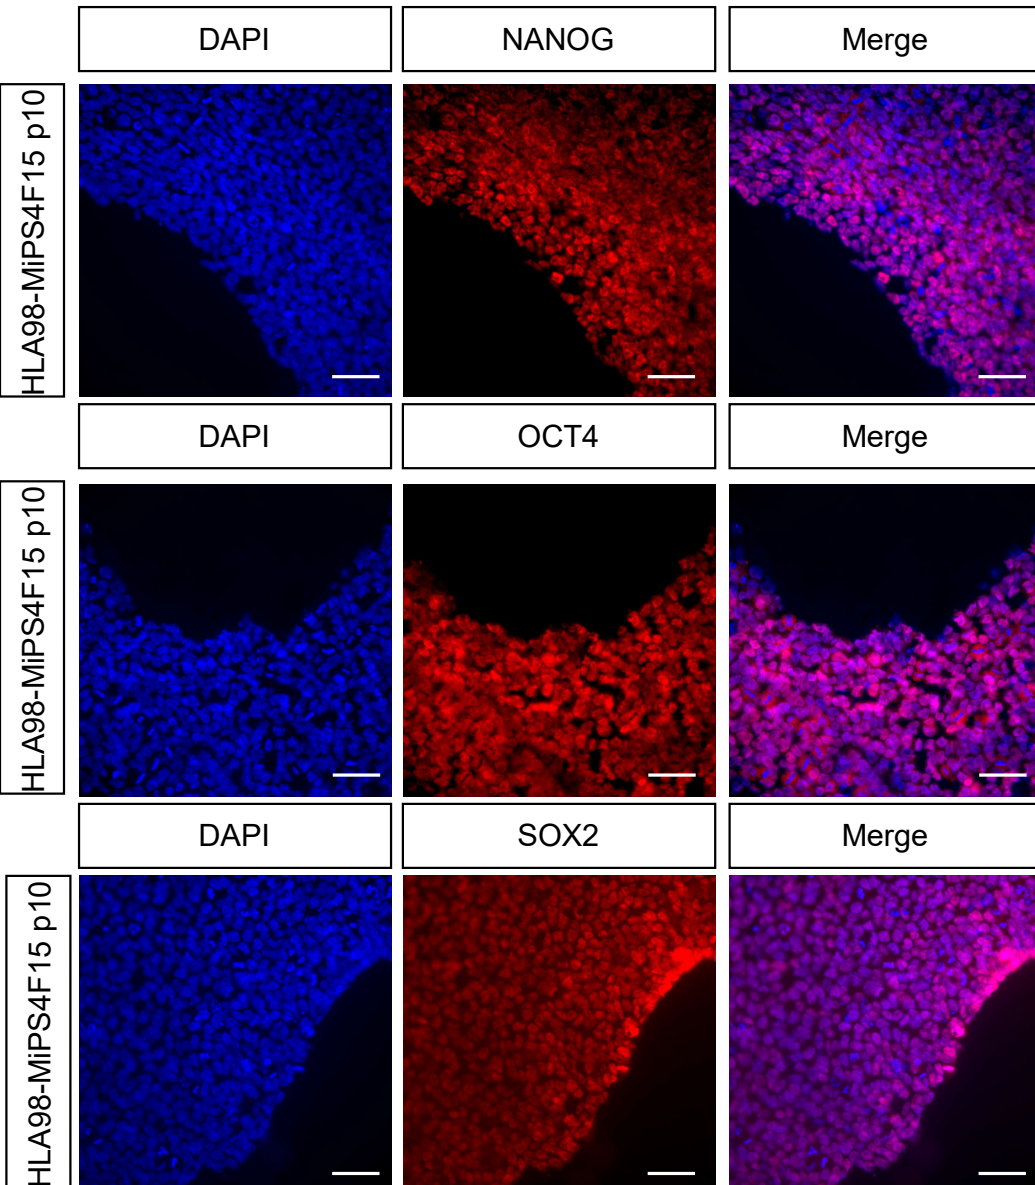 DAPI NANOG Merge
HLA98-MiPS4F15 p10
DAPI OCT4 Merge
HLA98-MiPS4F15 p10
DAPI SOX2 Merge
HLA98-MiPS4F15 p10